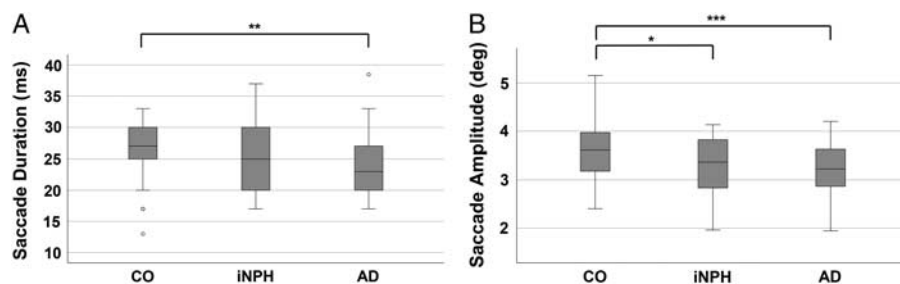 A
**
Saccade Duration (ms)
40
35
30
25
20
15
10
CO iNPH AD
B
***
*
Saccade Amplitude (deg)
5
4
3
2
CO iNPH AD